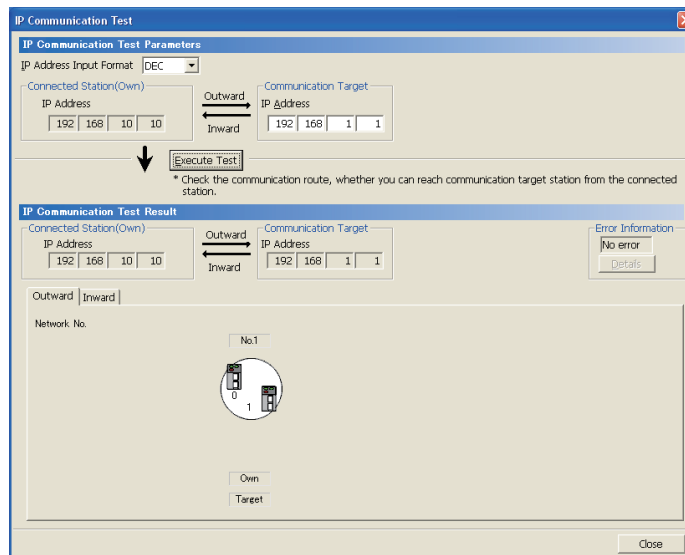 IP Communication Test
IP Communication Test Parameters
IP Address Input Format DEC
Connected Station(Own)
IP Address
192 168 10 10
Outward
Inward
Communication Target
IP Address
192 168 1 1
Execute Test
* Check the communication route, whether you can reach communication target station from the connected
station.
IP Communication Test Result
Connected Station(Own)
IP Address
192 168 10 10
Outward
Inward
Communication Target
IP Address
192 168 1 1
Error Information
No error
Details
Outward Inward
Network No.
No.1
0
1
Own
Target
Close